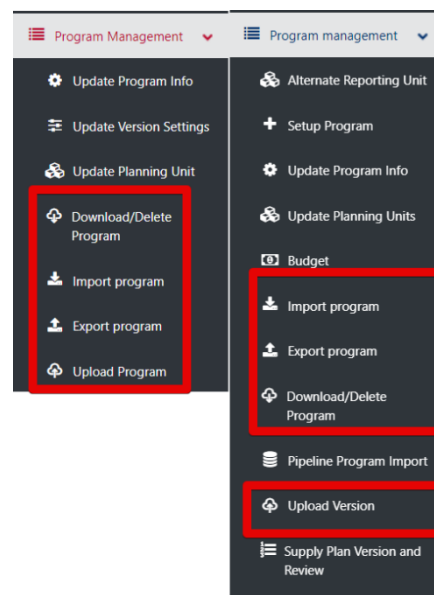 Program Management
Update Program Info
Update Version Settings
Update Planning Unit
Download/Delete
Program
Import program
Export program
Upload Program
Program management
Alternate Reporting Unit
Setup Program
Update Program Info
Update Planning Units
Budget
Import program
Export program
Download/Delete
Program
Pipeline Program Import
Upload Version
Supply Plan Version and
Review